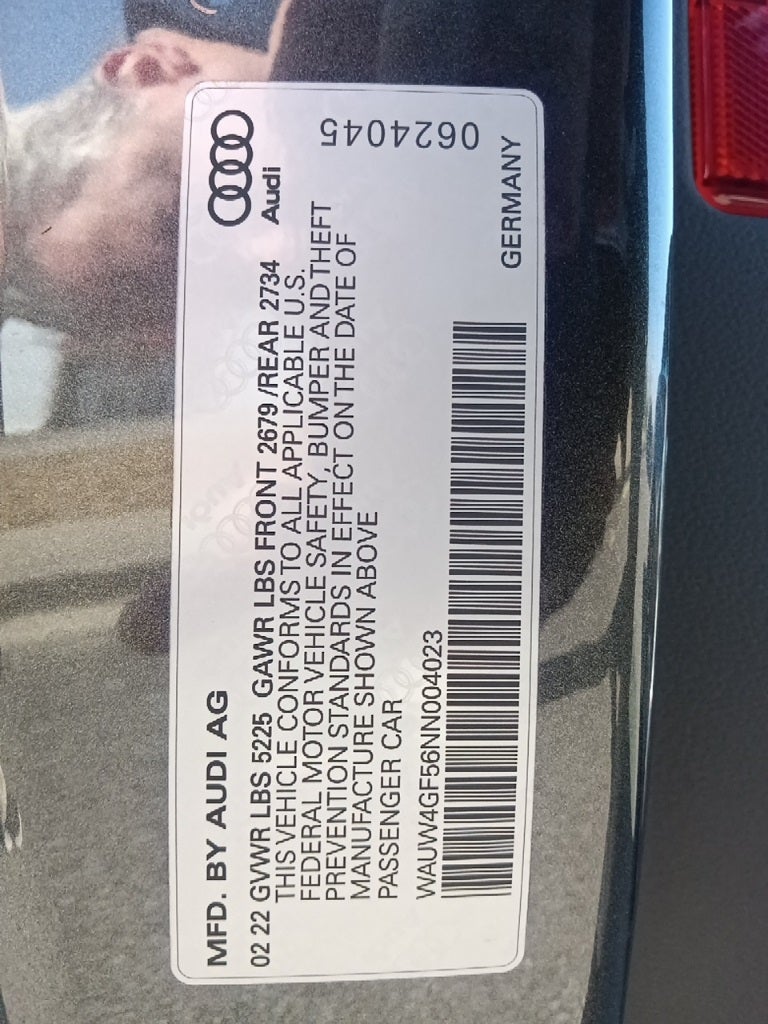 MFD. BY AUDI AG
Audi
02 22 GVWR LBS 5225 GAWR LBS FRONT 2679 /REAR 2734
THIS VEHICLE CONFORMS TO ALL APPLICABLE U.S.
FEDERAL MOTOR VEHICLE SAFETY, BUMPER AND THEFT
PREVENTION STANDARDS IN EFFECT ON THE DATE OF
MANUFACTURE SHOWN ABOVE
PASSENGER CAR
WAUW4GF56NN004023
GERMANY
0624045